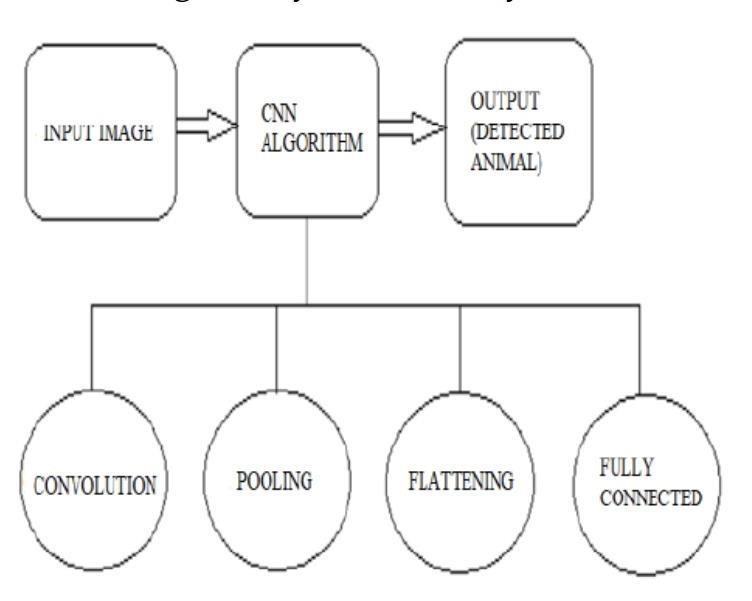 INPUT IMAGE
CNN
ALGORITHM
OUTPUT
(DETECTED
ANIMAL)
CONVOLUTION
POOLING
FLATTENING
FULLY
CONNECTED